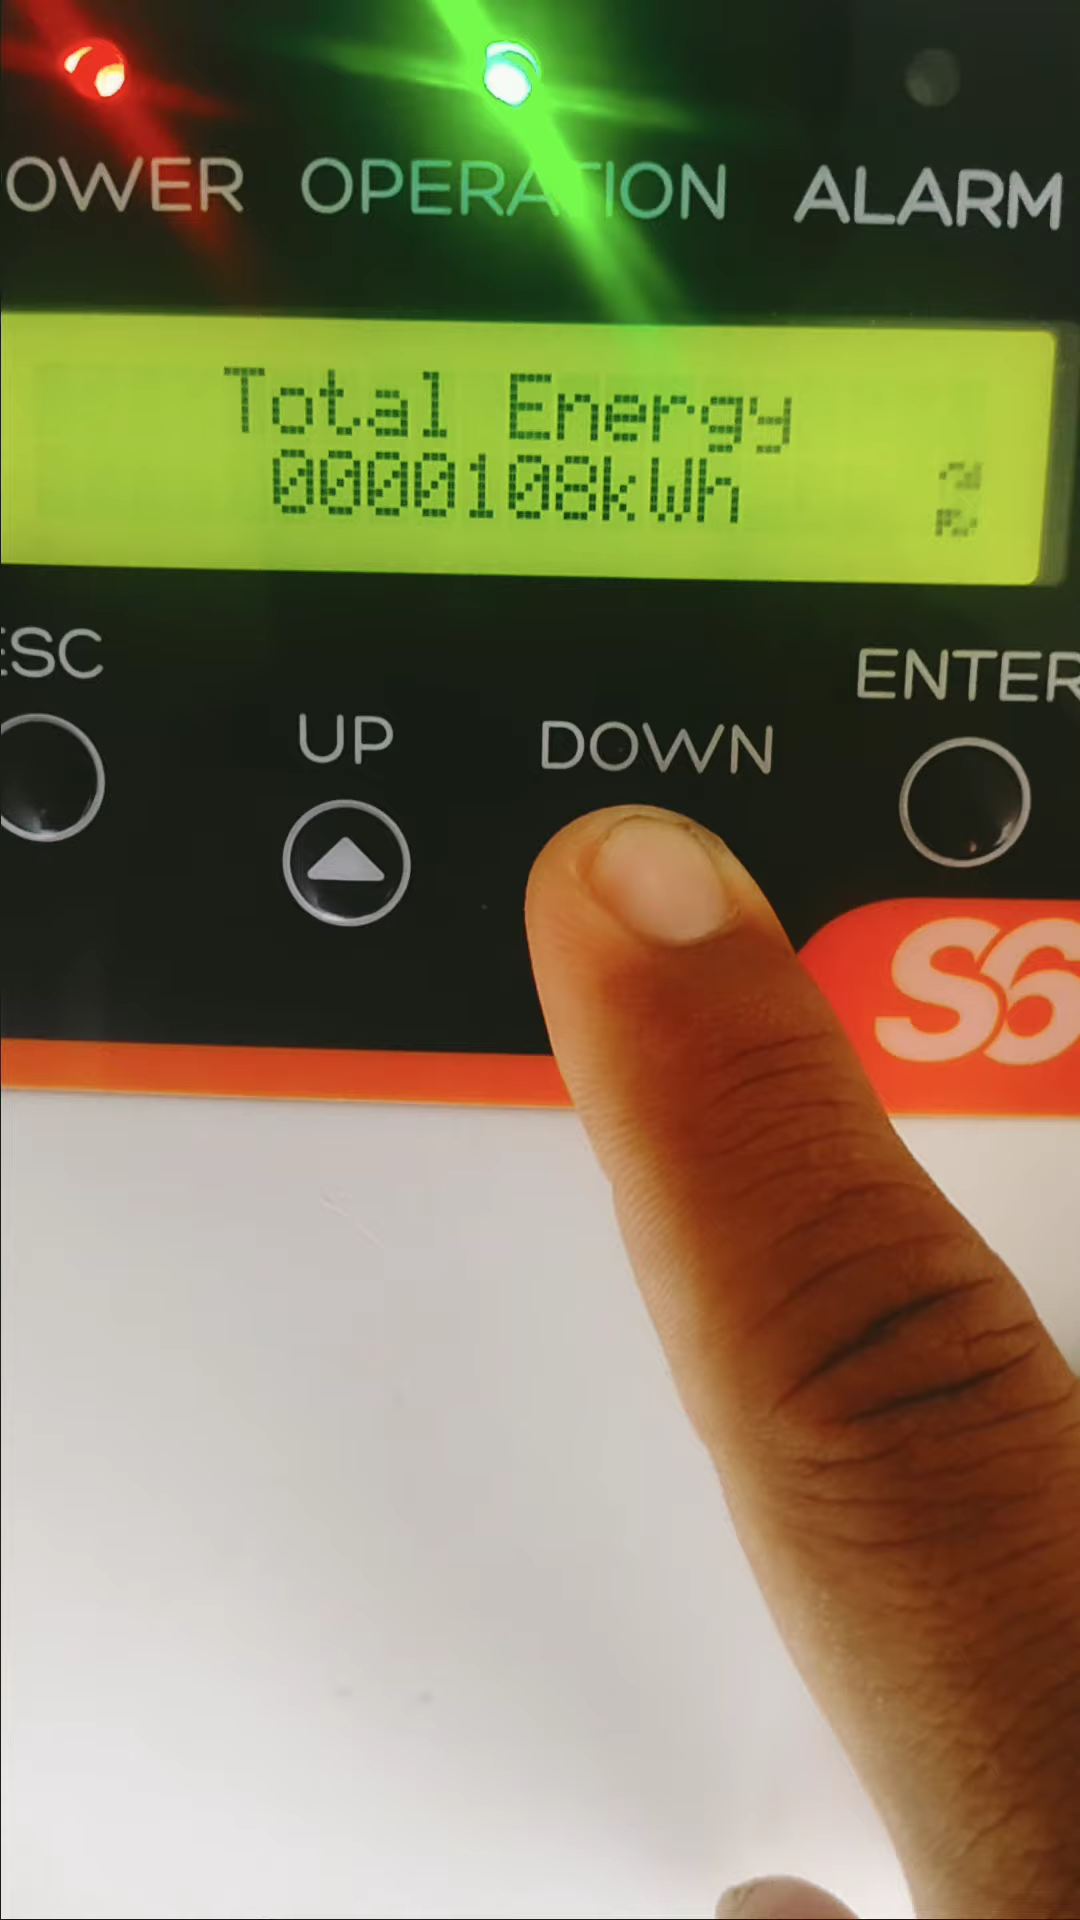 OWER OPERATION ALARM
Total Energy
0000108kWh
ESC UP DOWN ENTER
S6